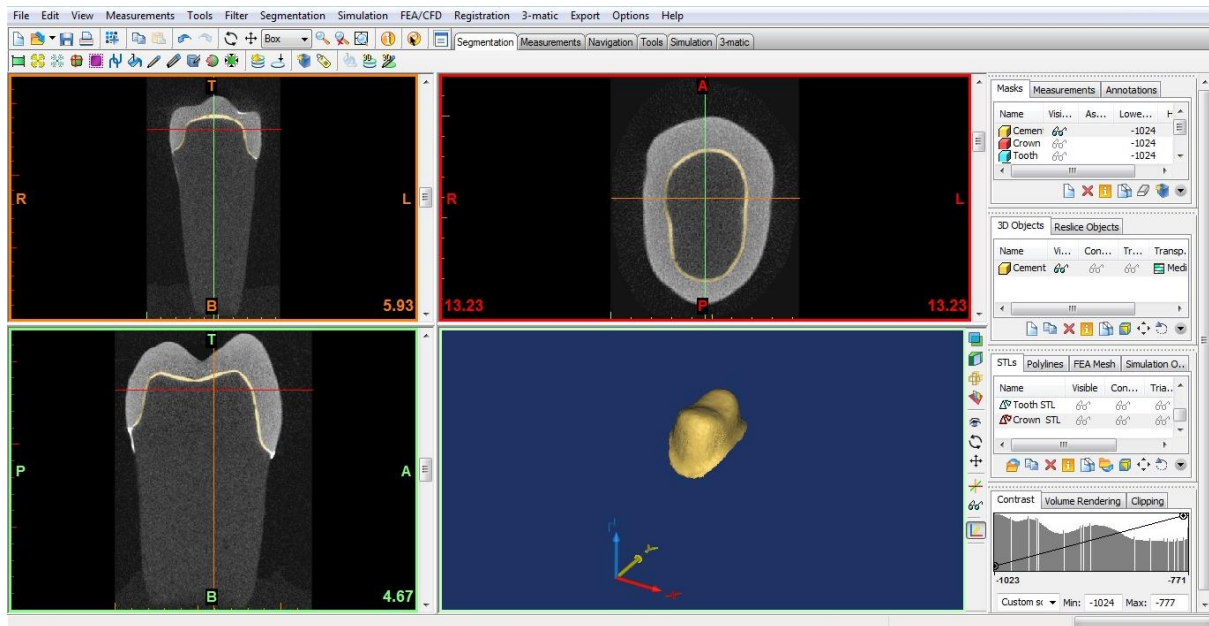 File Edit View Measurements Tools Filter Segmentation Simulation FEA/CFD Registration 3-matic Export Options Help
Box Segmentation Measurements Navigation Tools Simulation 3-matic
T
R
L
B
5.93
A
R
L
P
13.23 13.23
T
P
A
B
4.67
Masks Measurements Annotations
Name Visi... As... Lowe... H
Cemen -1024
Crown -1024
Tooth -1024
3D Objects Reslice Objects
Name Vi... Con... Tr... Transp.
Cement Medi
STLs Polylines FEA Mesh Simulation O..
Name Visible Con... Tria..
Tooth STL
Crown STL
Contrast Volume Rendering Clipping
-1023 -771
Custom sc Min: -1024 Max: -777